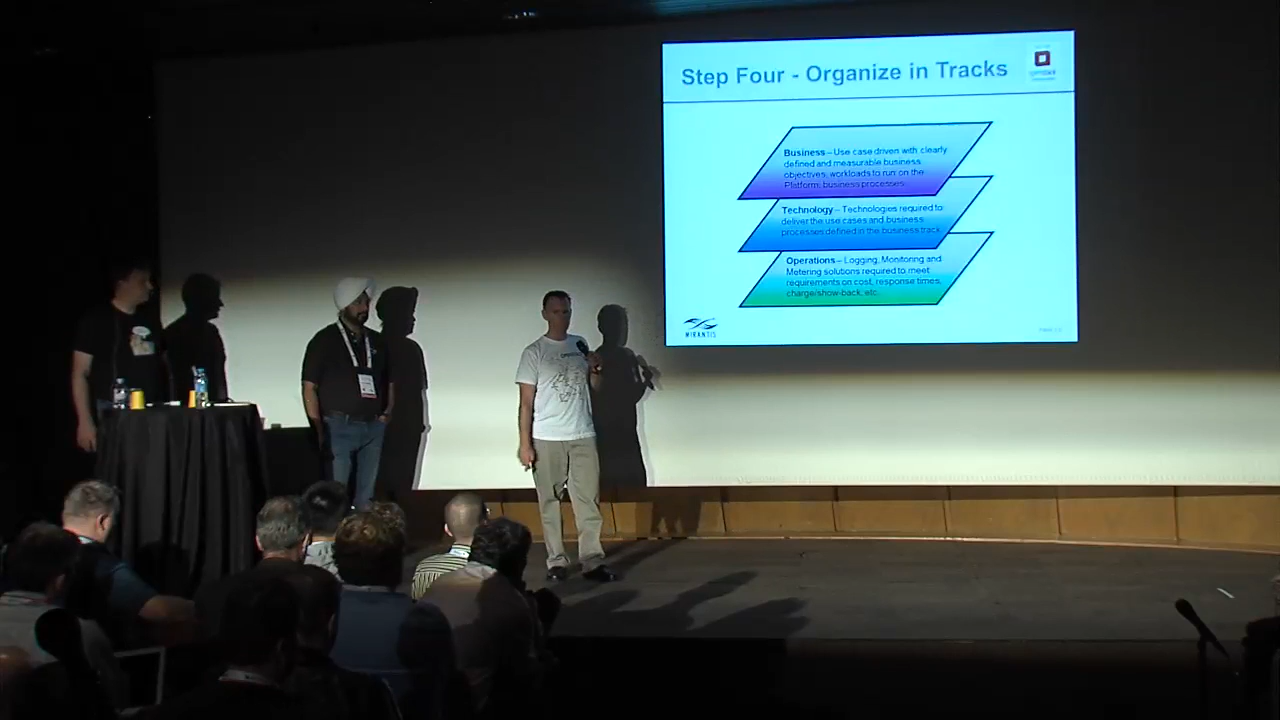 Step Four - Organize in Tracks
openstack
Business – Use case driven with clearly
defined and measurable business
objectives, workloads to run on the
Platform, business processes.
Technology – Technologies required to
deliver the use cases and business
processes defined in the business track.
Operations – Logging, Monitoring and
Metering solutions required to meet
requirements on cost, response times,
charge/show-back, etc.
MIRANTIS